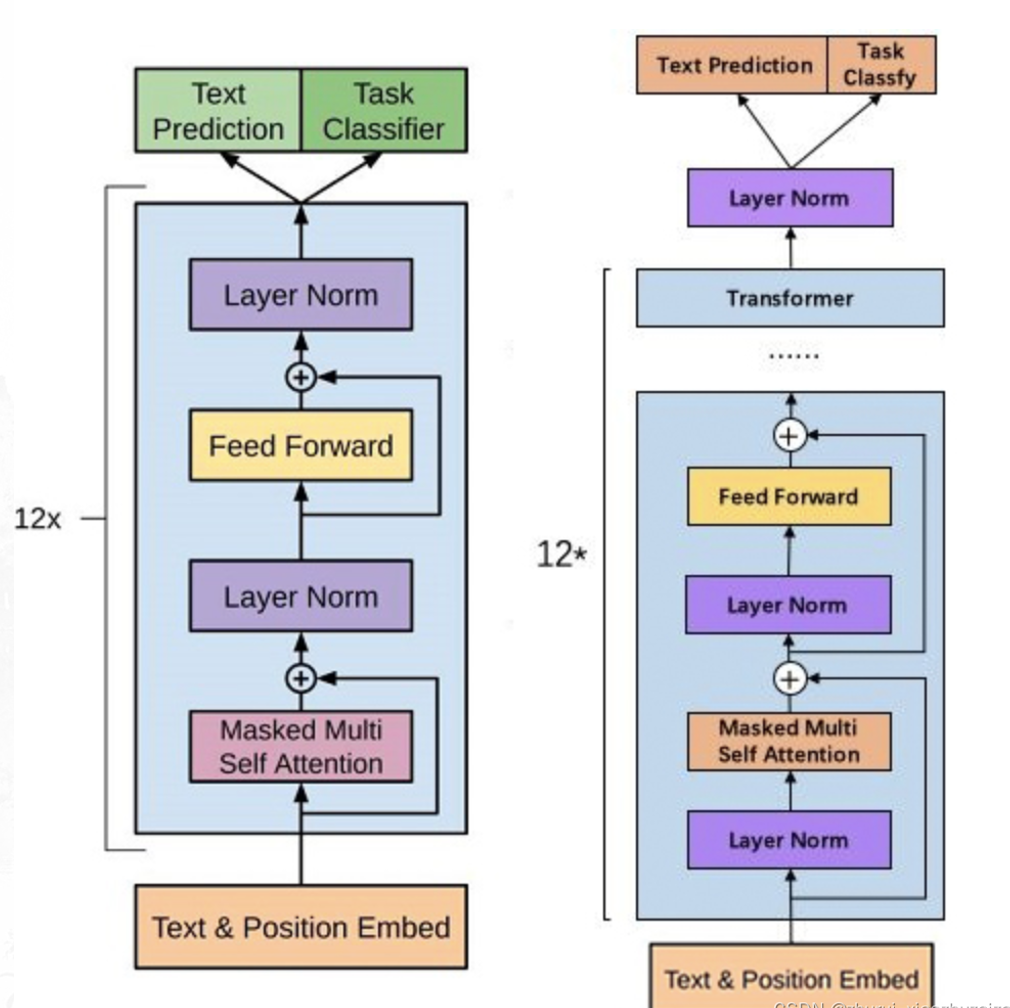 Text
Prediction
Task
Classifier
Layer Norm
Feed Forward
12x
Layer Norm
Masked Multi
Self Attention
Text & Position Embed
Text Prediction
Task
Classfy
Layer Norm
Transformer
......
Feed Forward
12*
Layer Norm
Masked Multi
Self Attention
Layer Norm
Text & Position Embed